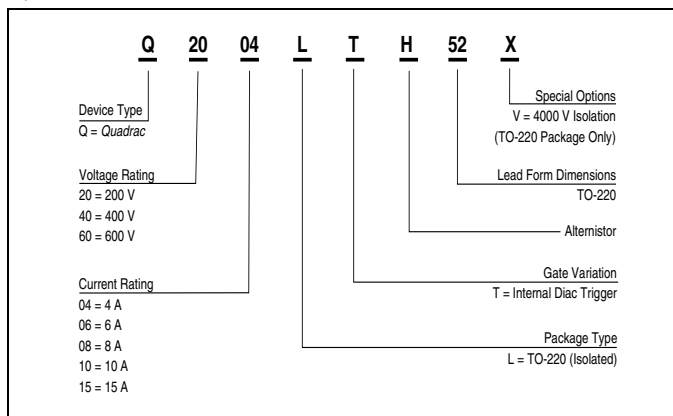 Q 20 04 L T H 52 X
Device Type
Q = Quadrac
Voltage Rating
20 = 200 V
40 = 400 V
60 = 600 V
Current Rating
04 = 4 A
06 = 6 A
08 = 8 A
10 = 10 A
15 = 15 A
Special Options
V = 4000 V Isolation
(TO-220 Package Only)
Lead Form Dimensions
TO-220
Alternistor
Gate Variation
T = Internal Diac Trigger
Package Type
L = TO-220 (Isolated)